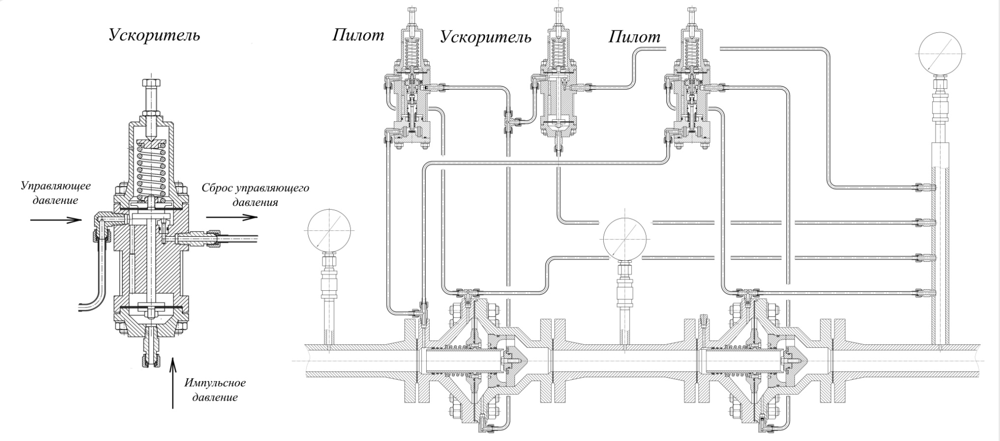 Ускоритель
Управляющее
давление
Сброс управляющего
давления
Импульсное
давление
Пилот
Ускоритель
Пилот